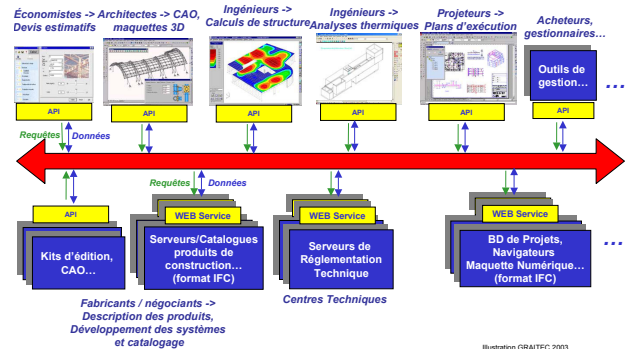 Économistes ->
Devis estimatifs
Architectes -> CAO,
maquettes 3D
Ingénieurs ->
Calculs de structure
Ingénieurs ->
Analyses thermiques
Projeteurs ->
Plans d'exécution
Acheteurs,
gestionnaires…
Outils de
gestion…
…
API
API
API
API
API
API
Requêtes
Données
Requêtes
Données
API
Kits d'édition,
CAO…
WEB Service
Serveurs/Catalogues
produits de
construction…
(format IFC)
WEB Service
Serveurs de
Réglementation
Technique
WEB Service
BD de Projets,
Navigateurs
Maquette Numérique…
(format IFC)
…
Fabricants / négociants ->
Description des produits,
Développement des systèmes
et catalogage
Centres Techniques
Illustration GRAITEC 2003